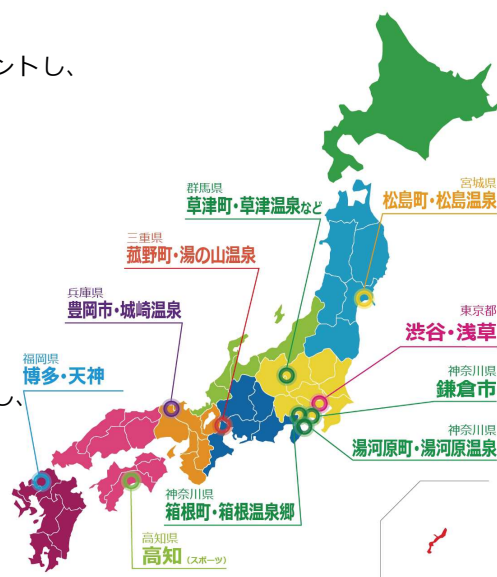 ントし、
群馬県
草津町・草津温泉など
宮城県
松島町・松島温泉
三重県
菰野町・湯の山温泉
兵庫県
豊岡市・城崎温泉
東京都
渋谷・浅草
福岡県
博多・天神
神奈川県
鎌倉市
し、
神奈川県
湯河原町・湯河原温泉
神奈川県
箱根町・箱根温泉郷
高知県
高知（スポーツ）